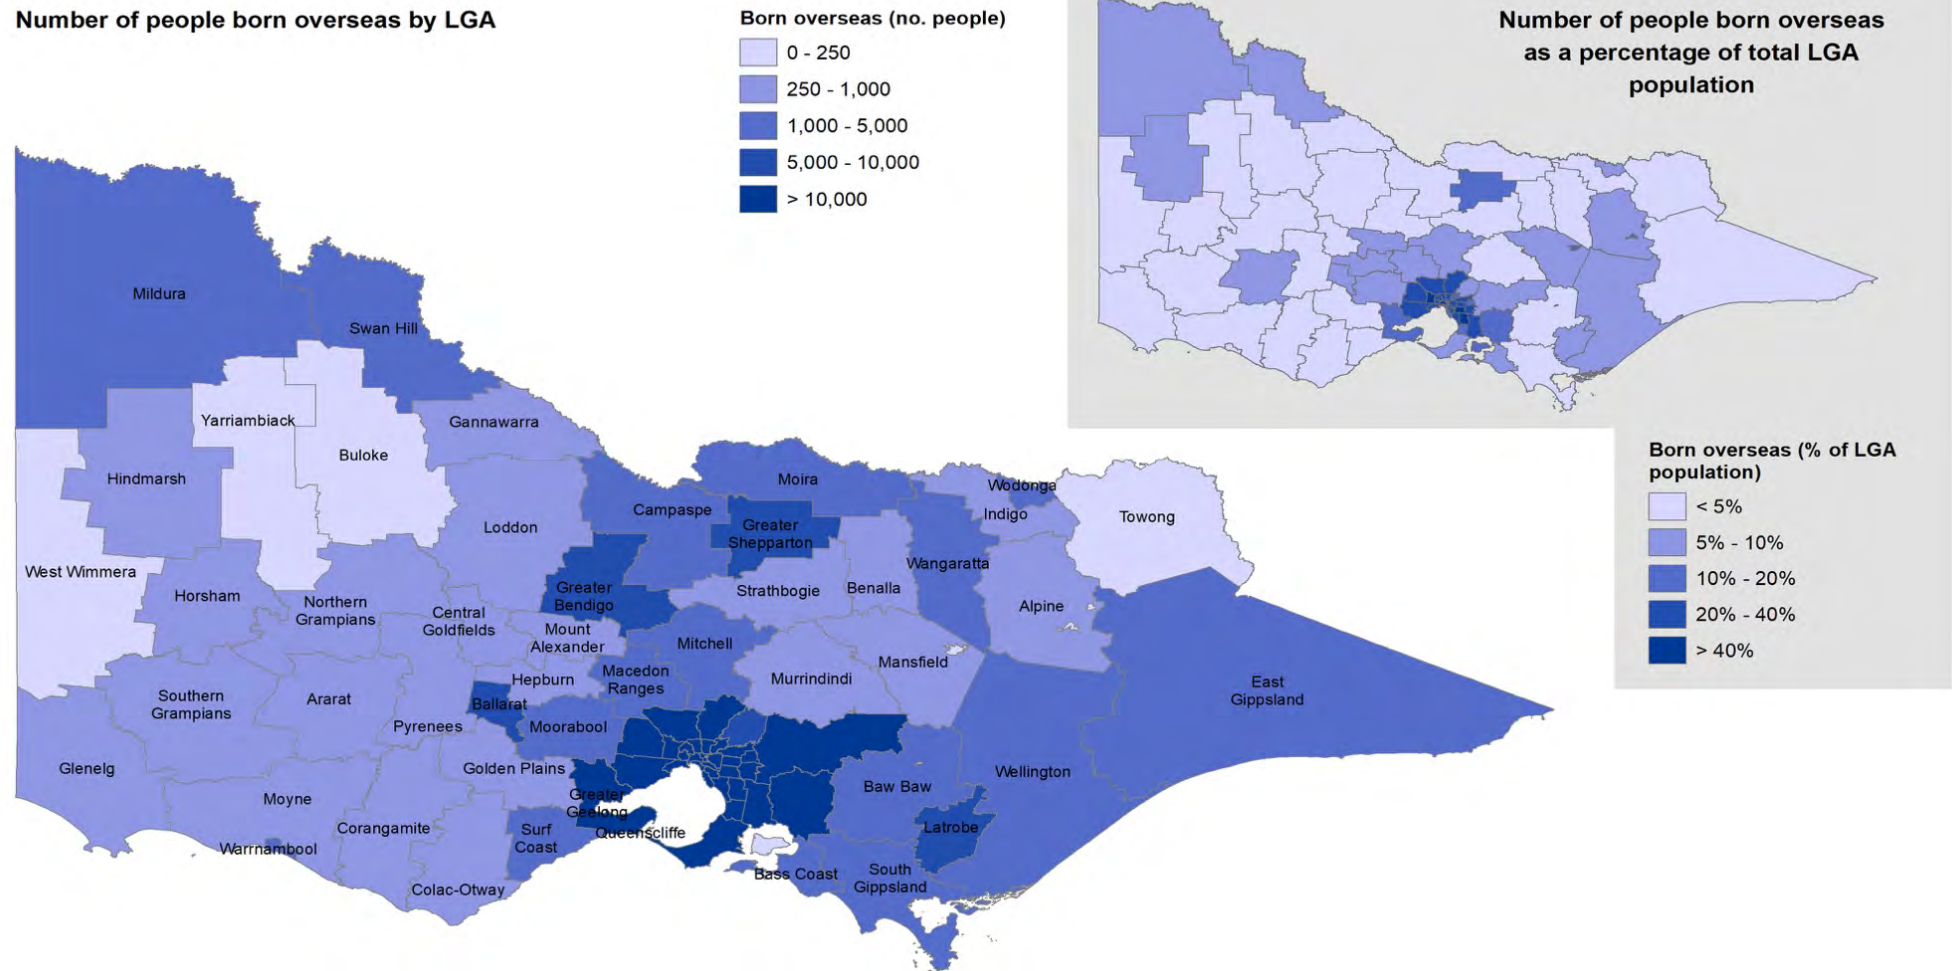 Number of people born overseas by LGA
Born overseas (no. people)
0 - 250
250 - 1,000
1,000 - 5,000
5,000 - 10,000
> 10,000
Number of people born overseas
as a percentage of total LGA
population
Born overseas (% of LGA
population)
< 5%
5% - 10%
10% - 20%
20% - 40%
> 40%
Mildura
Swan Hill
Yarriambiack
Gannawarra
Buloke
Hindmarsh
Moira
Wodonga
Campaspe
Indigo
Towong
Loddon
Greater
Shepparton
West Wimmera
Wangaratta
Horsham
Greater
Bendigo
Strathbogie
Benalla
Northern
Grampians
Central
Goldfields
Alpine
Mount
Alexander
Mitchell
Mansfield
Macedon
Ranges
Hepburn
Murrindindi
East
Gippsland
Southern
Grampians
Ararat
Ballarat
Pyrenees
Moorabool
Glenelg
Golden Plains
Wellington
Baw Baw
Moyne
Greater
Geelong
Corangamite
Surf
Coast
Queenscliffe
Latrobe
Warrnambool
Bass Coast
South
Gippsland
Colac-Otway